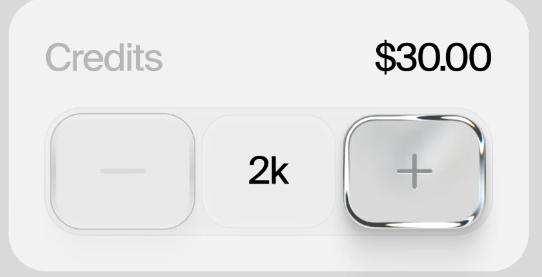 Credits
$30.00
− 2k +